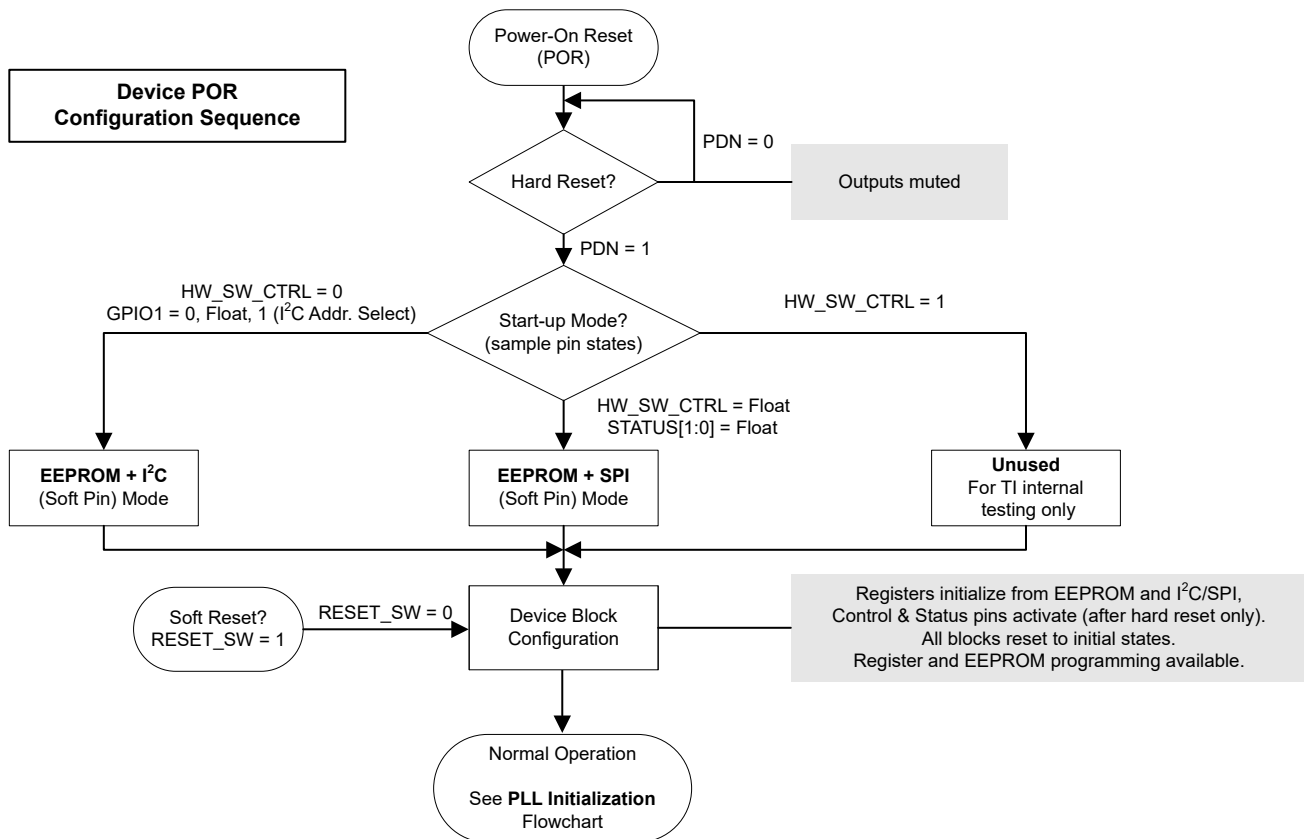 Power-On Reset
(POR)
Device POR
Configuration Sequence
PDN = 0
Hard Reset?
Outputs muted
PDN = 1
HW_SW_CTRL = 0
GPIO1 = 0, Float, 1 (I²C Addr. Select)
Start-up Mode?
(sample pin states)
HW_SW_CTRL = 1
HW_SW_CTRL = Float
STATUS[1:0] = Float
EEPROM + I²C
(Soft Pin) Mode
EEPROM + SPI
(Soft Pin) Mode
Unused
For TI internal
testing only
Soft Reset?
RESET_SW = 1
RESET_SW = 0
Device Block
Configuration
Registers initialize from EEPROM and I²C/SPI,
Control & Status pins activate (after hard reset only).
All blocks reset to initial states.
Register and EEPROM programming available.
Normal Operation
See PLL Initialization
Flowchart